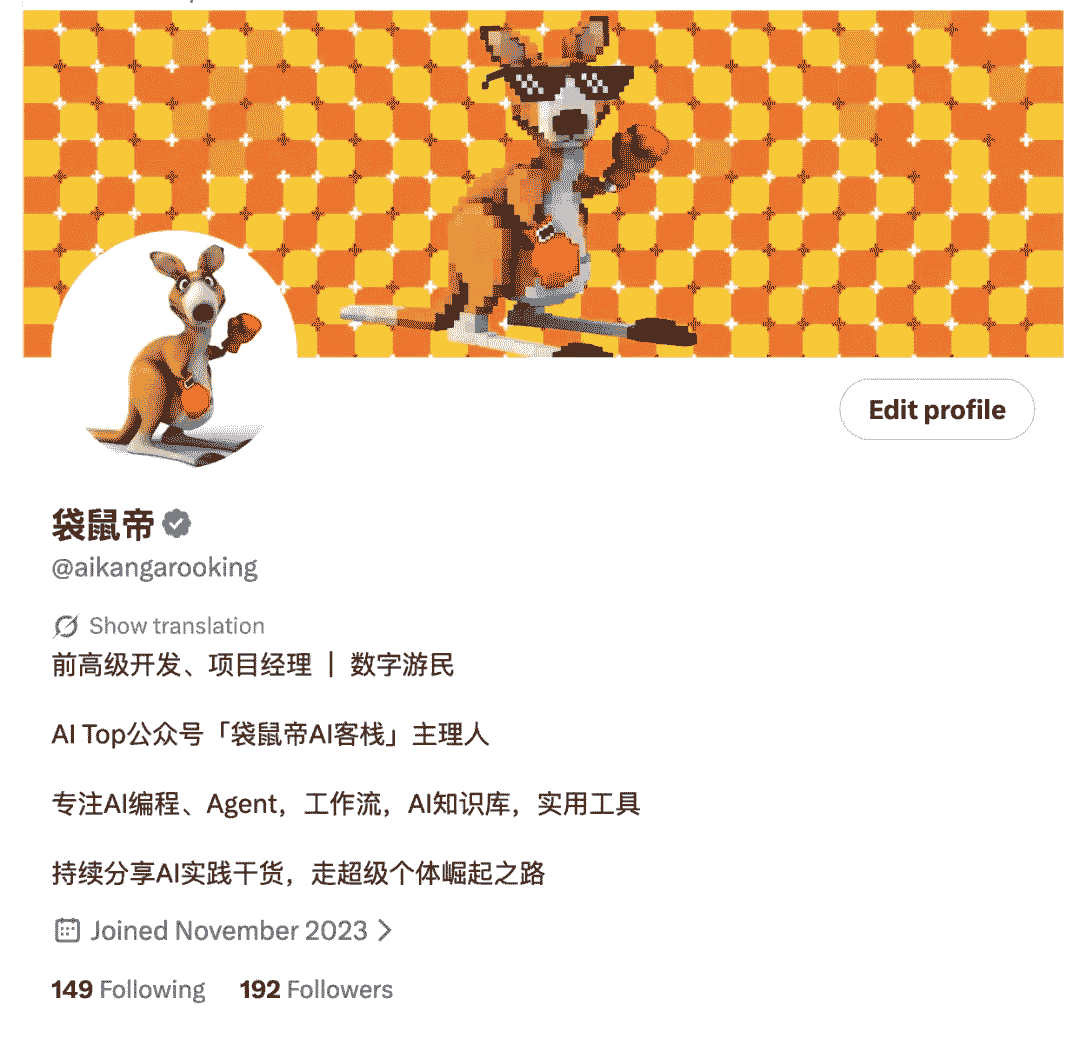 Edit profile
袋鼠帝
@aikangarooking
Show translation
前高级开发、项目经理 | 数字游民
AI Top公众号「袋鼠帝AI客栈」主理人
专注AI编程、Agent，工作流，AI知识库，实用工具
持续分享AI实践干货，走超级个体崛起之路
Joined November 2023
149 Following 192 Followers